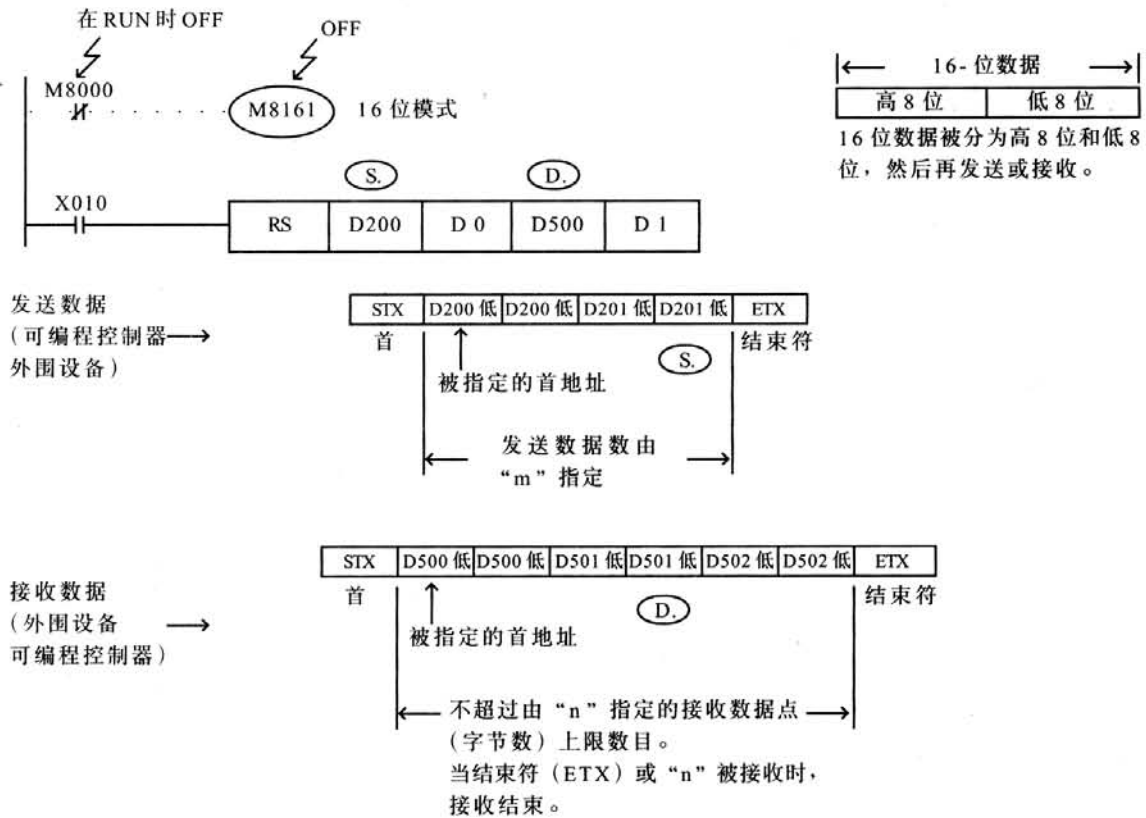 在 RUN 时 OFF
OFF
M8000
M8161
16 位模式
S.
D.
X010
RS
D200
D 0
D500
D 1
16- 位数据
高 8 位
低 8 位
16 位数据被分为高 8 位和低 8
位，然后再发送或接收。
发送数据
（可编程控制器→
外围设备）
STX
D200 低
D200 低
D201 低
D201 低
ETX
首
结束符
S.
被指定的首地址
发送数据数由
“m”指定
接收数据
（外围设备 →
可编程控制器）
STX
D500 低
D500 低
D501 低
D501 低
D502 低
D502 低
ETX
首
结束符
D.
被指定的首地址
不超过由“n”指定的接收数据点
（字节数）上限数目。
当结束符（ETX）或“n”被接收时，
接收结束。